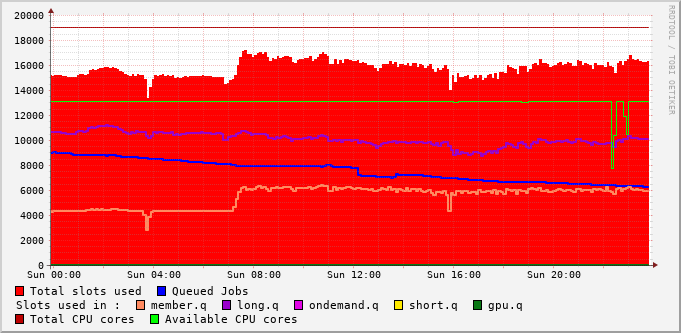 20000
18000
16000
14000
12000
10000
8000
6000
4000
2000
0
Sun 00:00 Sun 04:00 Sun 08:00 Sun 12:00 Sun 16:00 Sun 20:00
Total slots used Queued Jobs
Slots used in : member.q long.q ondemand.q short.q gpu.q
Total CPU cores Available CPU cores
RRDTOOL / TOBI OETIKER